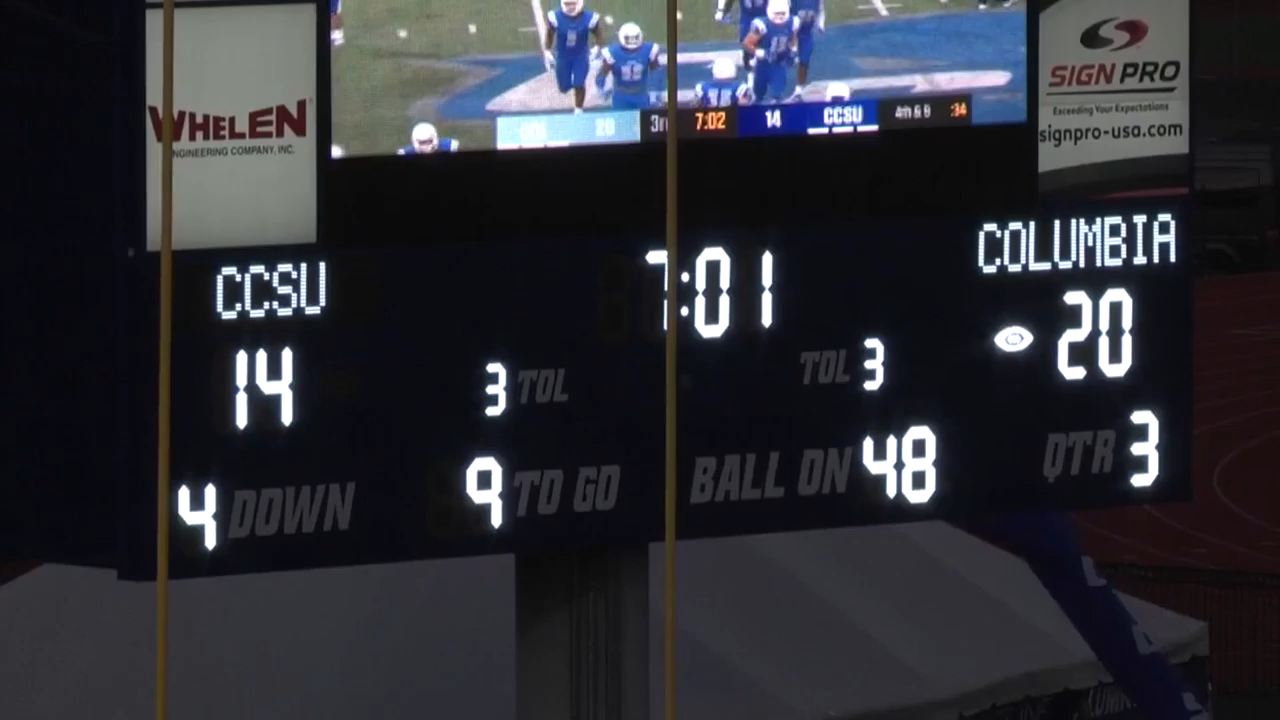 WHELEN
ENGINEERING COMPANY, INC.
20 3r 7:02 14 CCSU 4th & 9 :34
SIGN PRO
Exceeding Your Expectations
signpro-usa.com
CCSU 7:01 COLUMBIA
14 3 TOL TOL 3 20
4 DOWN 9 TO GO BALL ON 48 QTR 3